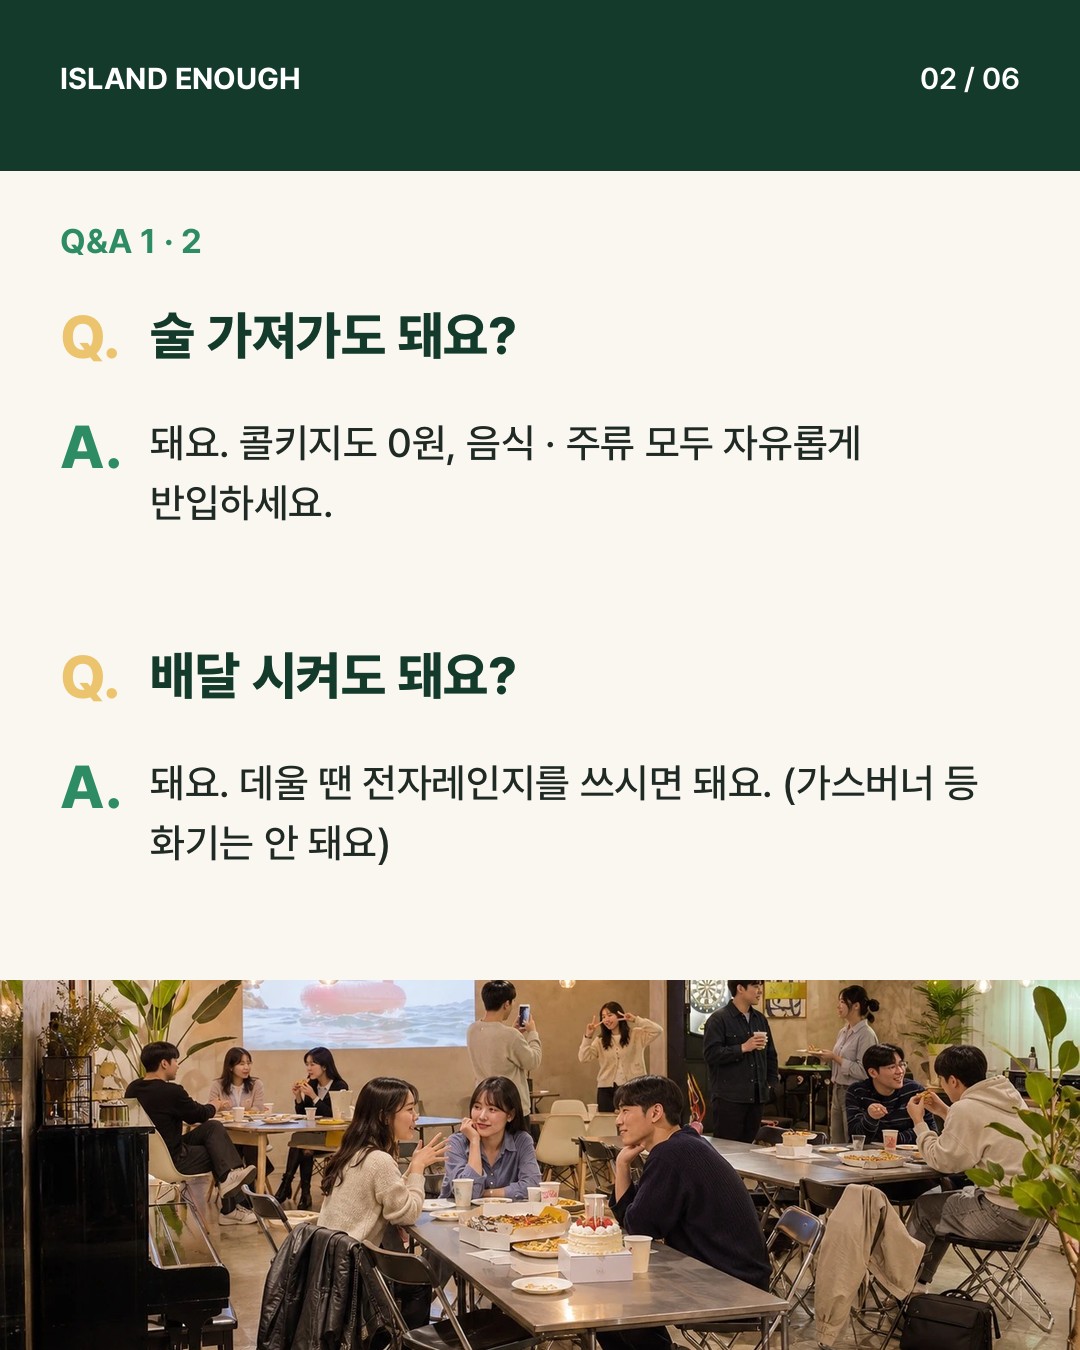 ISLAND ENOUGH
02 / 06
Q&A 1 · 2
Q. 술 가져가도 돼요?
A. 돼요. 콜키지도 0원, 음식 · 주류 모두 자유롭게
반입하세요.
Q. 배달 시켜도 돼요?
A. 돼요. 데울 땐 전자레인지를 쓰시면 돼요. (가스버너 등
화기는 안 돼요)